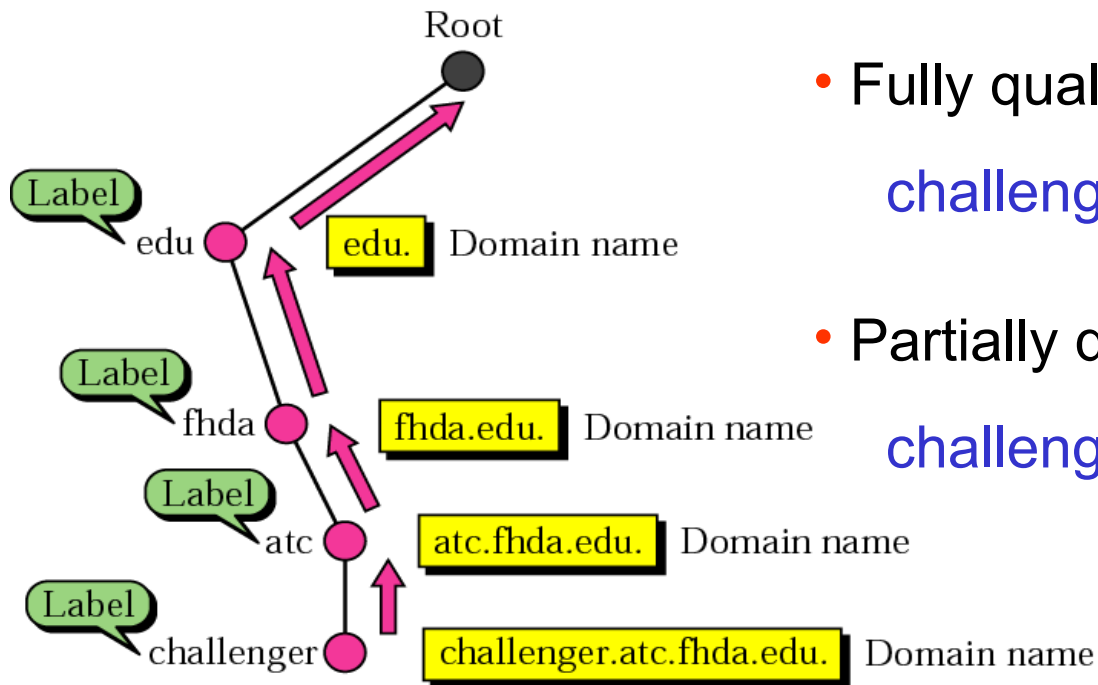 Root
• Fully qual
challeng
Label
edu
edu.
Domain name
• Partially
challeng
Label
fhda
fhda.edu.
Domain name
Label
atc
atc.fhda.edu.
Domain name
Label
challenger
challenger.atc.fhda.edu.
Domain name